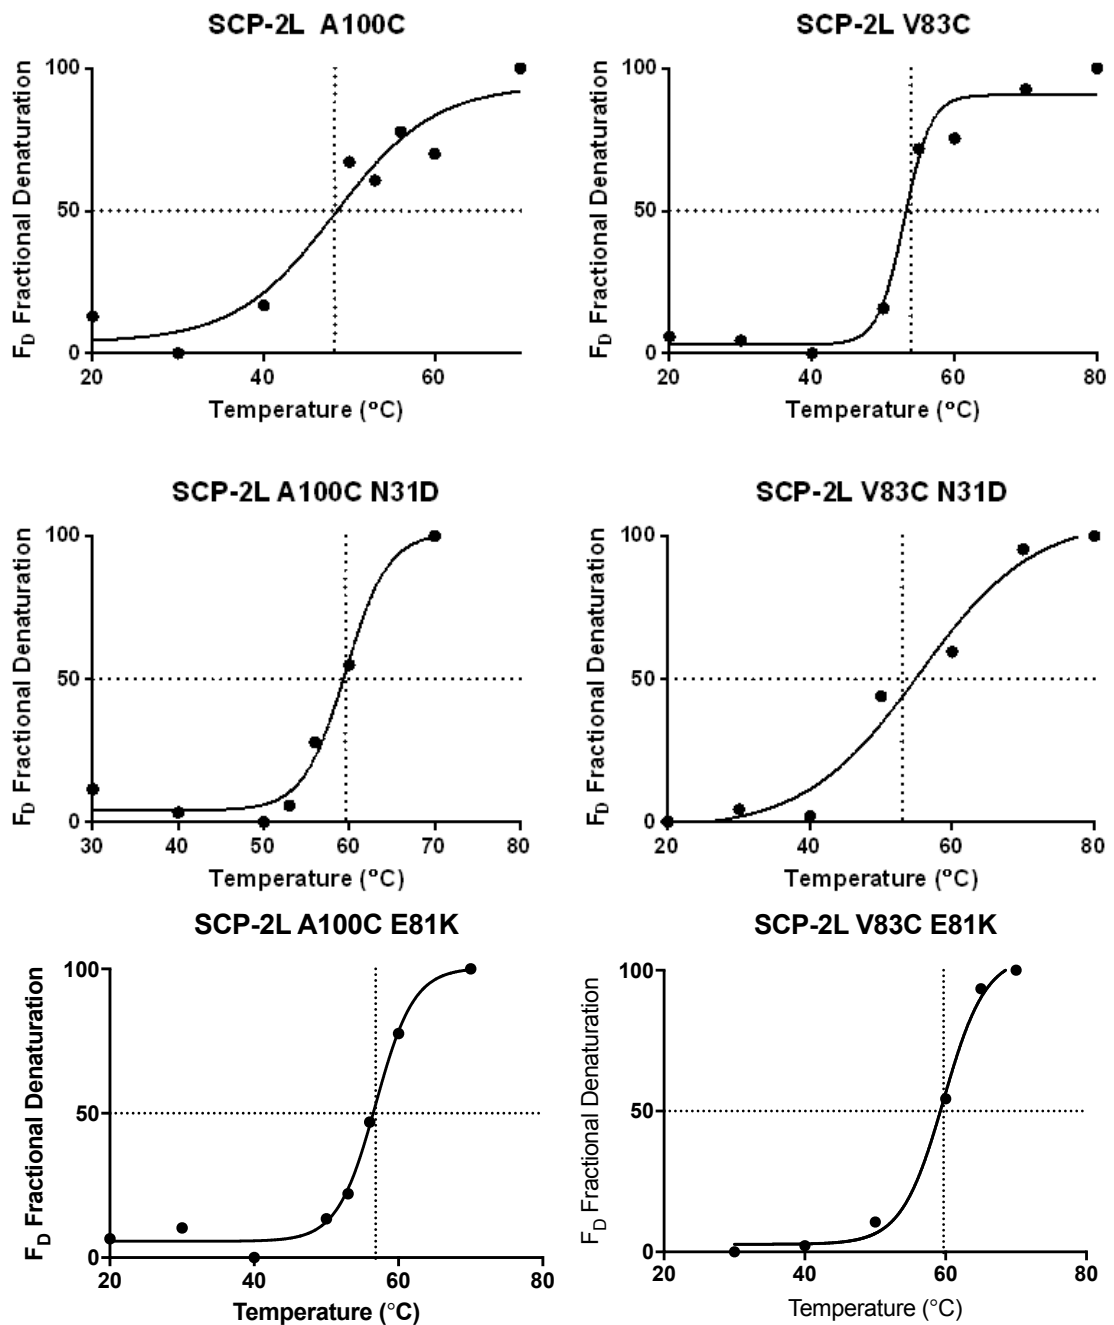 SCP-2L A100C
FD Fractional Denaturation
100
50
0
20
40
60
Temperature (°C)
SCP-2L V83C
FD Fractional Denaturation
100
50
0
20
40
60
80
Temperature (°C)
SCP-2L A100C N31D
FD Fractional Denaturation
100
50
0
30
40
50
60
70
80
Temperature (°C)
SCP-2L V83C N31D
FD Fractional Denaturation
100
50
0
20
40
60
80
Temperature (°C)
SCP-2L A100C E81K
FD Fractional Denaturation
100
50
0
20
40
60
80
Temperature (°C)
SCP-2L V83C E81K
FD Fractional Denaturation
100
50
0
20
40
60
80
Temperature (°C)